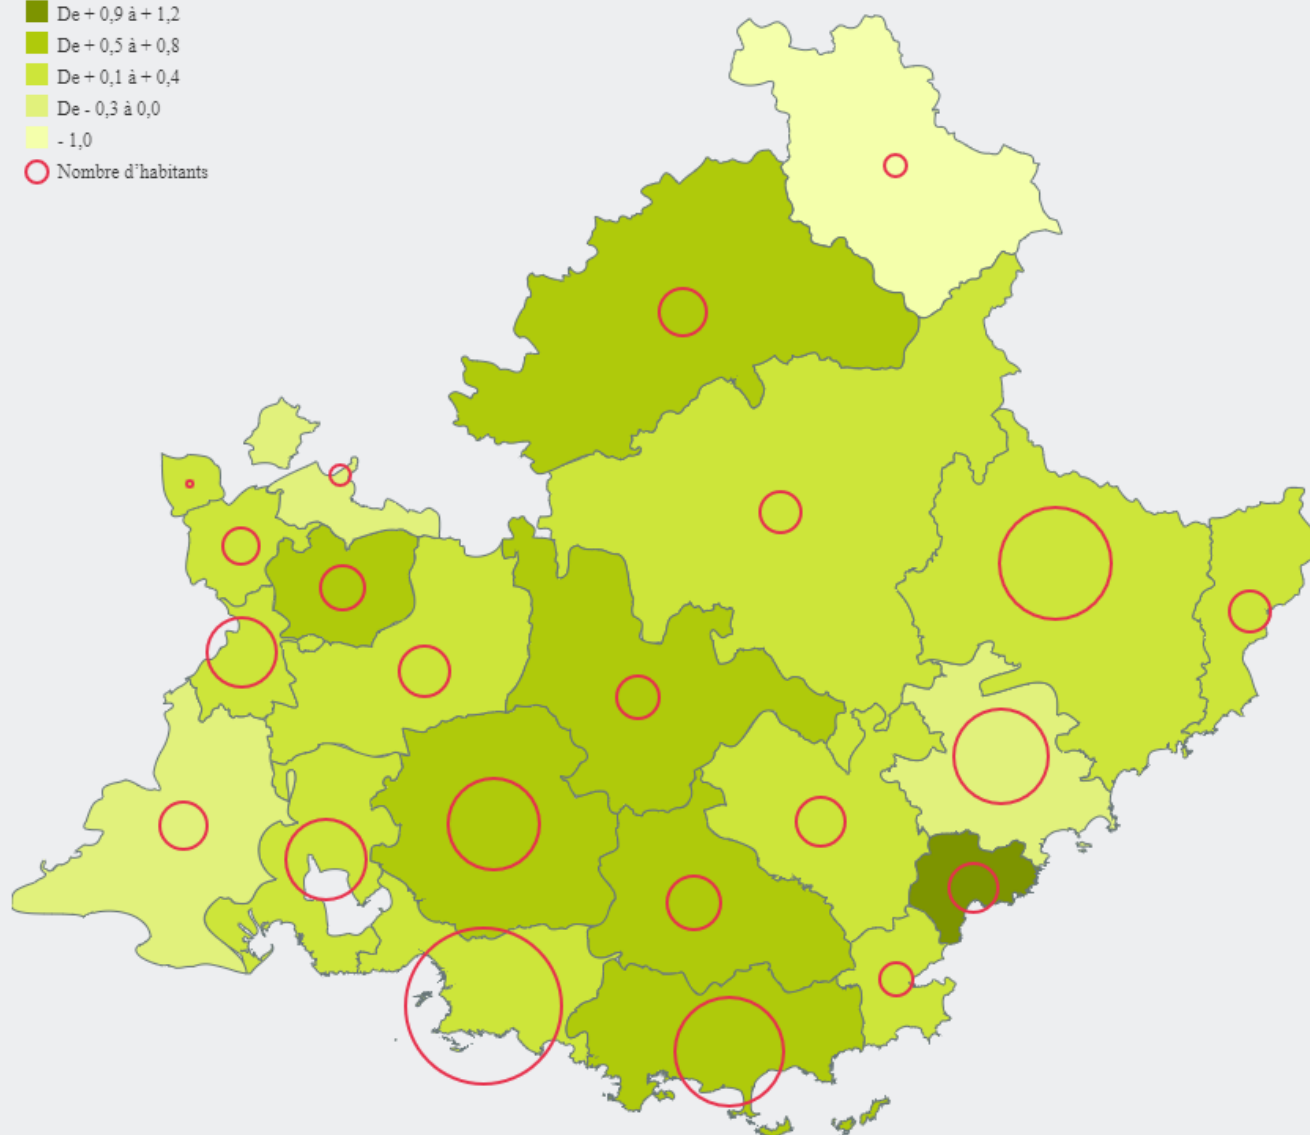 De + 0,9 à + 1,2
De + 0,5 à + 0,8
De + 0,1 à + 0,4
De - 0,3 à 0,0
- 1,0
Nombre d’habitants